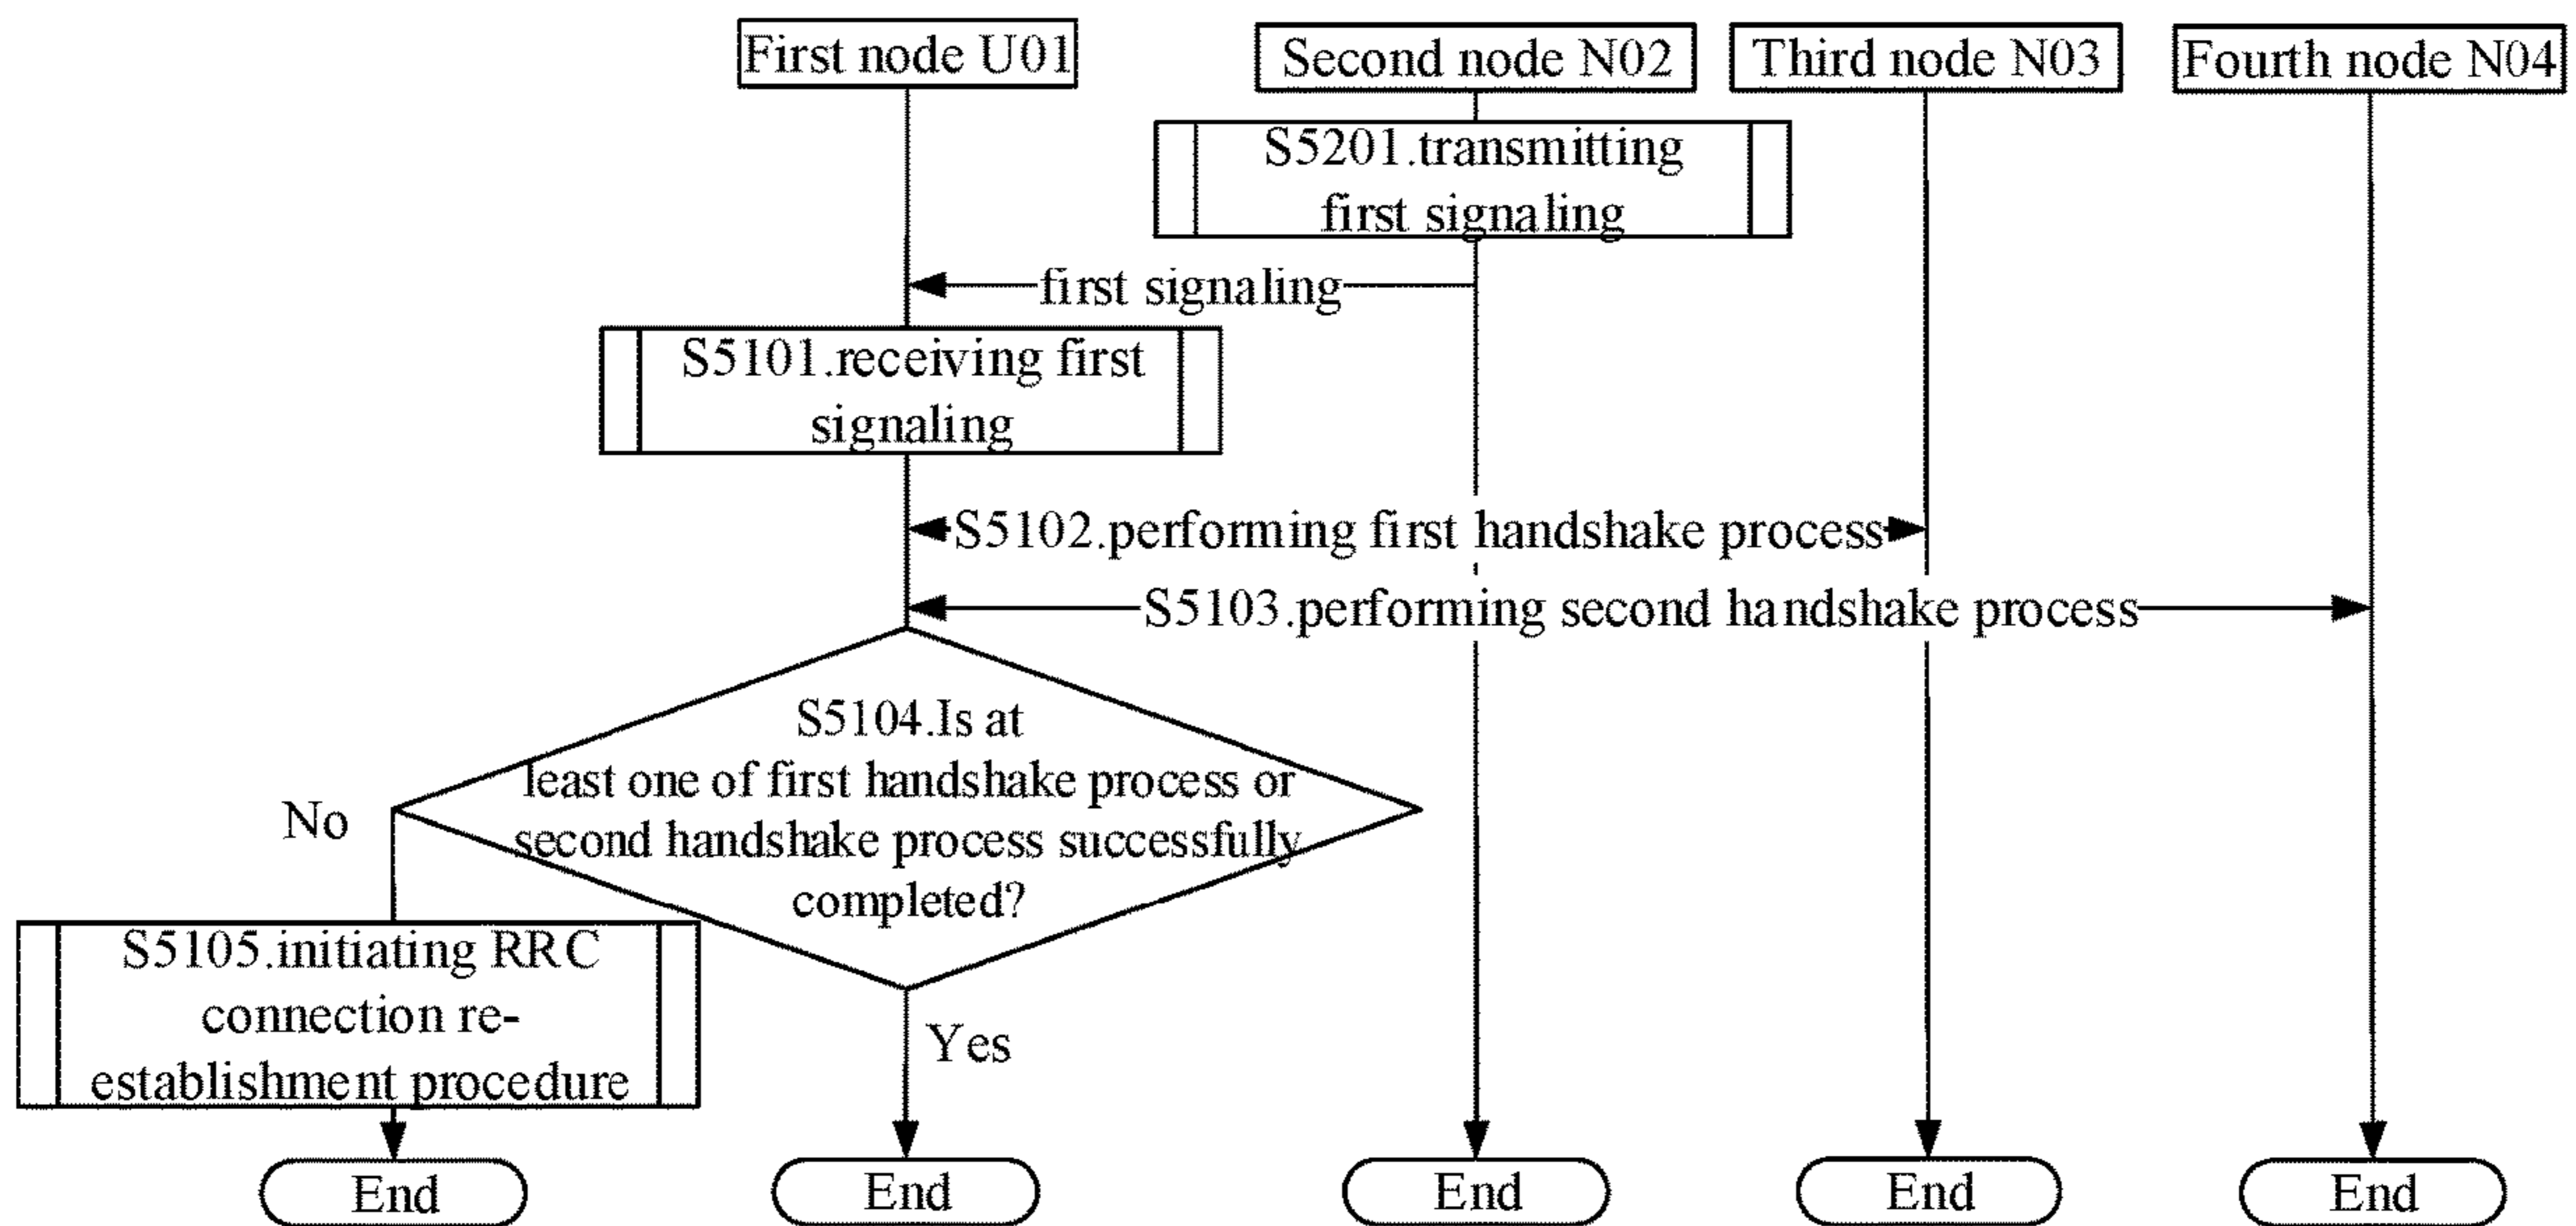 First node U01
Second node N02
Third node N03
Fourth node N04
S5201.transmitting
first signaling
first signaling
S5101.receiving first
signaling
S5102.performing first handshake process
S5103.performing second handshake process
S5104.Is at
least one of first handshake process or
second handshake process successfully
completed?
No
S5105.initiating RRC
connection re-
establishment procedure
Yes
End
End
End
End
End